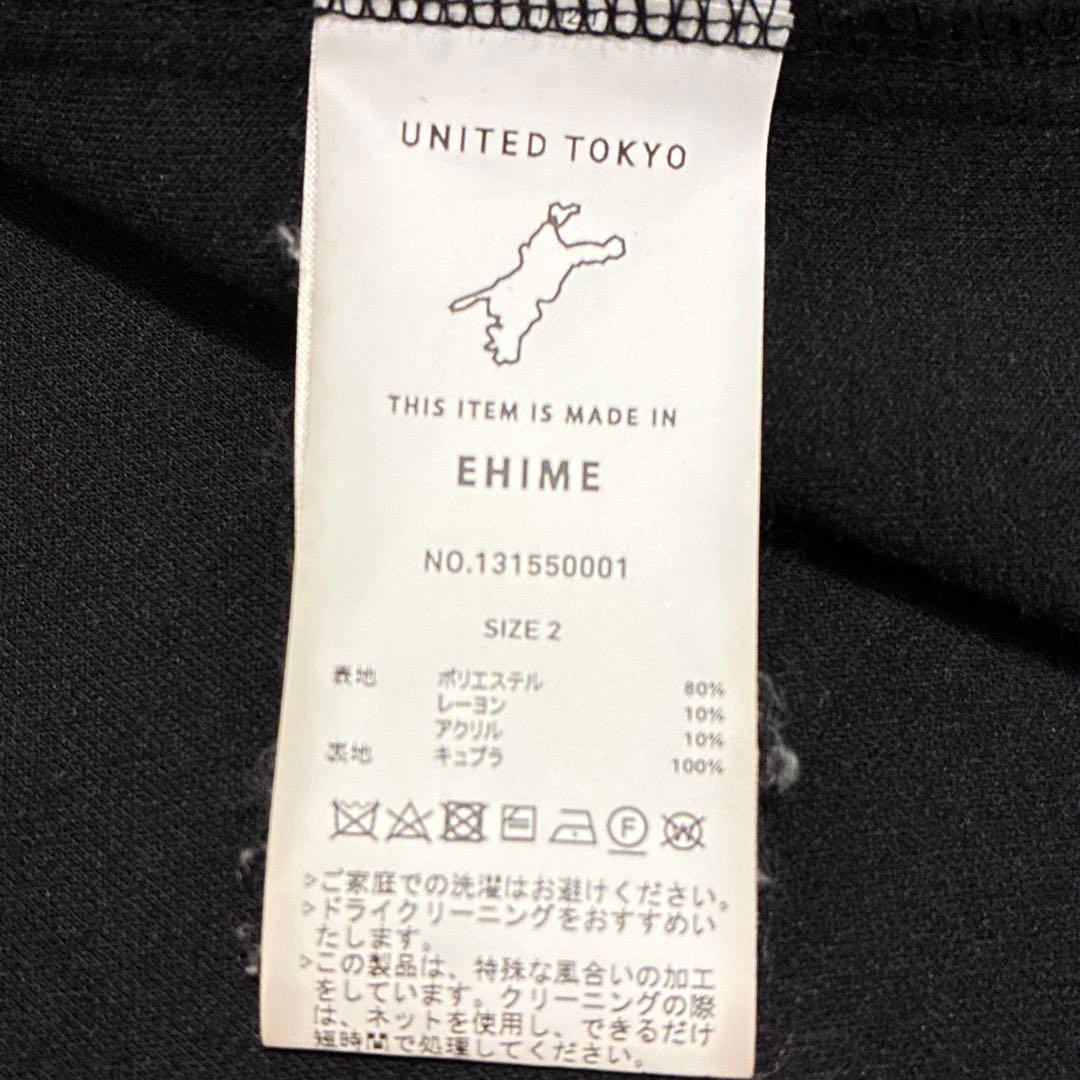 UNITED TOKYO
THIS ITEM IS MADE IN
EHIME
NO.131550001
SIZE 2
表地 ポリエステル 80%
レーヨン 10%
アクリル 10%
裏地 キュプラ 100%
F W
>ご家庭での洗濯はお避けください。
>ドライクリーニングをおすすめい
たします。
>この製品は、特殊な風合いの加工
をしています。クリーニングの際
は、ネットを使用し、できるだけ
短時間で処理してください。